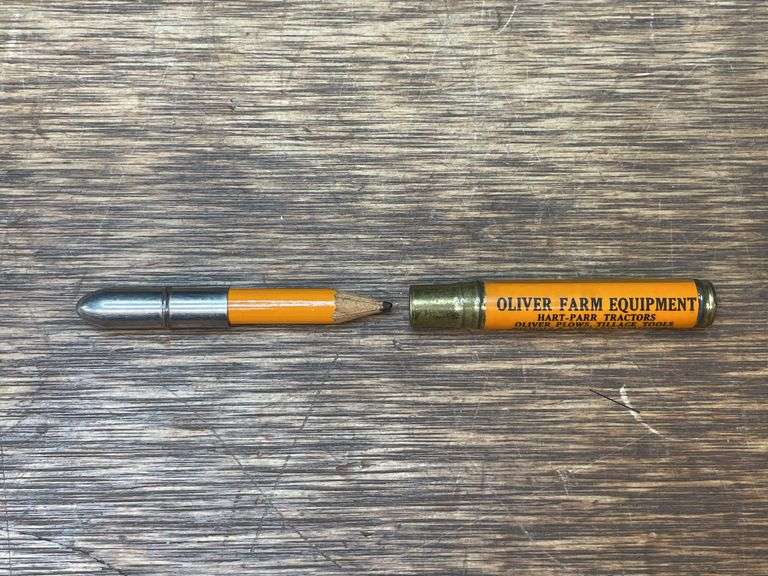 OLIVER FARM EQUIPMENT
HART-PARR TRACTORS
OLIVER PLOWS, TILLAGE TOOLS